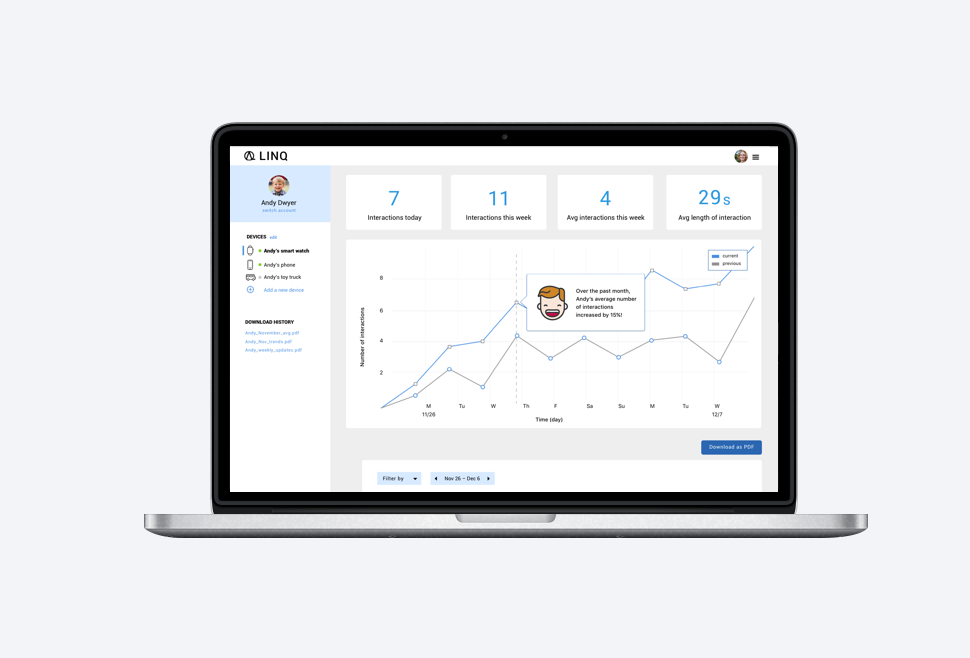 LINQ
Andy Dwyer
switch account
DEVICES edit
Andy's smart watch
Andy's phone
Andy's toy truck
Add a new device
DOWNLOAD HISTORY
Andy_November_avg.pdf
Andy_Nov_trends.pdf
Andy_weekly_updates.pdf
7
Interactions today
11
Interactions this week
4
Avg interactions this week
29s
Avg length of interaction
current
previous
Over the past month,
Andy's average number
of interactions
increased by 15%!
Number of interactions
8
6
4
2
M Tu W Th F Sa Su M Tu W
11/26 12/7
Time (day)
Download as PDF
Filter by
Nov 26 – Dec 6